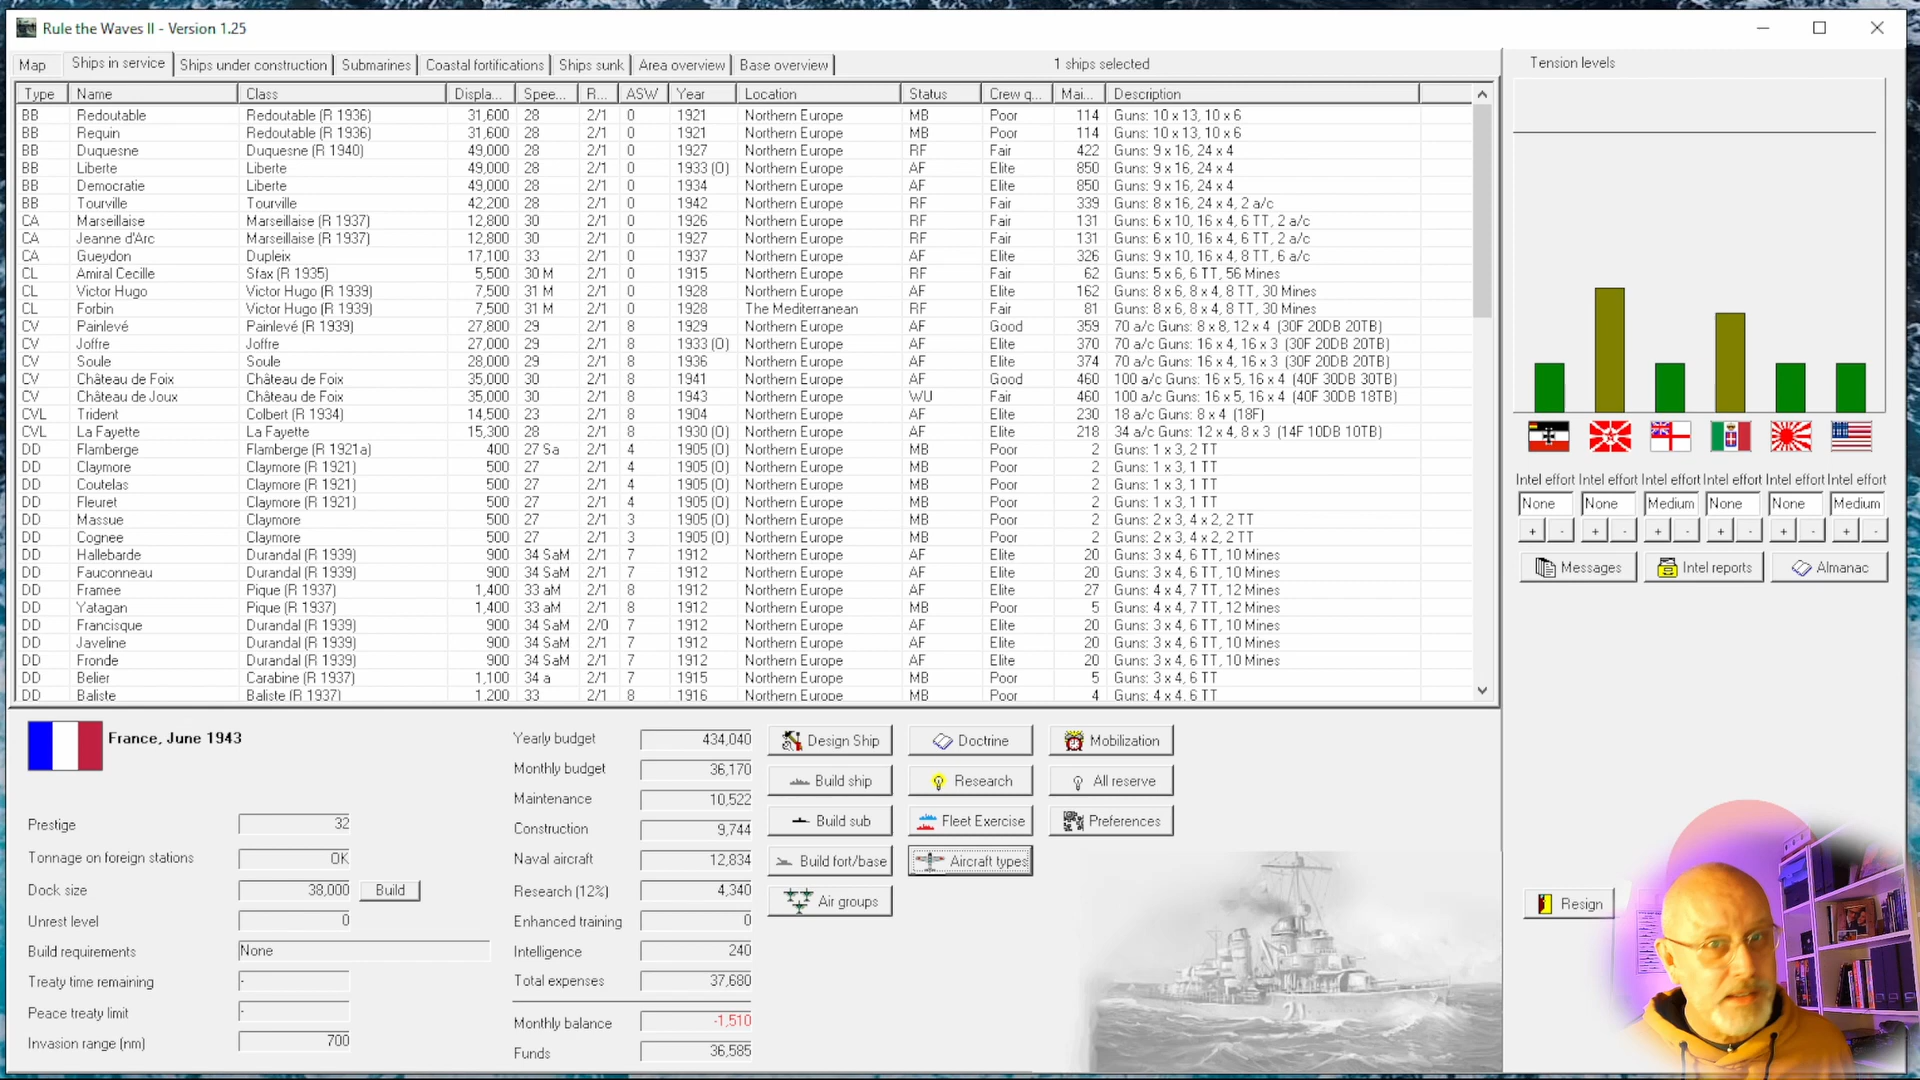 Rule the Waves II - Version 1.25
Map Ships in service Ships under construction Submarines Coastal fortifications Ships sunk Area overview Base overview 1 ships selected Tension levels
Type Name Class Displa... Spee... R... ASW Year Location Status Crew q... Mai... Description
BB Redoutable Redoutable (R 1936) 31,600 28 2/1 0 1921 Northern Europe MB Poor 114 Guns: 10 x 13, 10 x 6
BB Requin Redoutable (R 1936) 31,600 28 2/1 0 1921 Northern Europe MB Poor 114 Guns: 10 x 13, 10 x 6
BB Duquesne Duquesne (R 1940) 49,000 28 2/1 0 1927 Northern Europe RF Fair 422 Guns: 9 x 16, 24 x 4
BB Liberte Liberte 49,000 28 2/1 0 1933 (O) Northern Europe AF Elite 850 Guns: 9 x 16, 24 x 4
BB Democratie Liberte 49,000 28 2/1 0 1934 Northern Europe AF Elite 850 Guns: 9 x 16, 24 x 4
BB Tourville Tourville 42,200 28 2/1 0 1942 Northern Europe RF Fair 339 Guns: 8 x 16, 24 x 4, 2 a/c
CA Marseillaise Marseillaise (R 1937) 12,800 30 2/1 0 1926 Northern Europe RF Fair 131 Guns: 6 x 10, 16 x 4, 6 TT, 2 a/c
CA Jeanne d'Arc Marseillaise (R 1937) 12,800 30 2/1 0 1927 Northern Europe RF Fair 131 Guns: 6 x 10, 16 x 4, 6 TT, 2 a/c
CA Gueydon Dupleix 17,100 33 2/1 0 1937 Northern Europe AF Elite 326 Guns: 9 x 10, 16 x 4, 8 TT, 6 a/c
CL Amiral Cecille Sfax (R 1935) 5,500 30 M 2/1 0 1915 Northern Europe RF Fair 62 Guns: 5 x 6, 6 TT, 56 Mines
CL Victor Hugo Victor Hugo (R 1939) 7,500 31 M 2/1 0 1928 Northern Europe AF Elite 162 Guns: 8 x 6, 8 x 4, 8 TT, 30 Mines
CL Forbin Victor Hugo (R 1939) 7,500 31 M 2/1 0 1928 The Mediterranean RF Fair 81 Guns: 8 x 6, 8 x 4, 8 TT, 30 Mines
CV Painlevé Painlevé (R 1939) 27,800 29 2/1 8 1929 Northern Europe AF Good 359 70 a/c Guns: 8 x 8, 12 x 4 (30F 20DB 20TB)
CV Joffre Joffre 27,000 29 2/1 8 1933 (O) Northern Europe AF Elite 370 70 a/c Guns: 16 x 4, 16 x 3 (30F 20DB 20TB)
CV Soule Soule 28,000 29 2/1 8 1936 Northern Europe AF Elite 374 70 a/c Guns: 16 x 4, 16 x 3 (30F 20DB 20TB)
CV Château de Foix Château de Foix 35,000 30 2/1 8 1941 Northern Europe AF Good 460 100 a/c Guns: 16 x 5, 16 x 4 (40F 30DB 30TB)
CV Château de Joux Château de Foix 35,000 30 2/1 8 1943 Northern Europe WU Fair 460 100 a/c Guns: 16 x 5, 16 x 4 (40F 30DB 18TB)
CVL Trident Colbert (R 1934) 14,500 23 2/1 8 1904 Northern Europe AF Elite 230 18 a/c Guns: 8 x 4 (18F)
CVL La Fayette La Fayette 15,300 28 2/1 8 1930 (O) Northern Europe AF Elite 218 34 a/c Guns: 12 x 4, 8 x 3 (14F 10DB 10TB)
DD Flamberge Flamberge (R 1921a) 400 27 Sa 2/1 4 1905 (O) Northern Europe MB Poor 2 Guns: 1 x 3, 2 TT
DD Claymore Claymore (R 1921) 500 27 2/1 4 1905 (O) Northern Europe MB Poor 2 Guns: 1 x 3, 1 TT
DD Coutelas Claymore (R 1921) 500 27 2/1 4 1905 (O) Northern Europe MB Poor 2 Guns: 1 x 3, 1 TT
DD Fleuret Claymore (R 1921) 500 27 2/1 4 1905 (O) Northern Europe MB Poor 2 Guns: 1 x 3, 1 TT
DD Massue Claymore 500 27 2/1 3 1905 (O) Northern Europe MB Poor 2 Guns: 2 x 3, 4 x 2, 2 TT
DD Cognee Claymore 500 27 2/1 3 1905 (O) Northern Europe MB Poor 2 Guns: 2 x 3, 4 x 2, 2 TT
DD Hallebarde Durandal (R 1939) 900 34 SaM 2/1 7 1912 Northern Europe AF Elite 20 Guns: 3 x 4, 6 TT, 10 Mines
DD Fauconneau Durandal (R 1939) 900 34 SaM 2/1 7 1912 Northern Europe AF Elite 20 Guns: 3 x 4, 6 TT, 10 Mines
DD Framee Pique (R 1937) 1,400 33 aM 2/1 8 1912 Northern Europe AF Elite 27 Guns: 4 x 4, 7 TT, 12 Mines
DD Yatagan Pique (R 1937) 1,400 33 aM 2/1 8 1912 Northern Europe MB Poor 5 Guns: 4 x 4, 7 TT, 12 Mines
DD Francisque Durandal (R 1939) 900 34 SaM 2/0 7 1912 Northern Europe AF Elite 20 Guns: 3 x 4, 6 TT, 10 Mines
DD Javeline Durandal (R 1939) 900 34 SaM 2/1 7 1912 Northern Europe AF Elite 20 Guns: 3 x 4, 6 TT, 10 Mines
DD Fronde Durandal (R 1939) 900 34 SaM 2/1 7 1912 Northern Europe AF Elite 20 Guns: 3 x 4, 6 TT, 10 Mines
DD Belier Carabine (R 1937) 1,100 34 a 2/1 7 1915 Northern Europe MB Poor 5 Guns: 3 x 4, 6 TT
DD Baliste Baliste (R 1937) 1,200 33 2/1 8 1916 Northern Europe MB Poor 4 Guns: 4 x 4, 6 TT
Intel effort Intel effort Intel effort Intel effort Intel effort Intel effort
None None Medium None None Medium
+ - + - + - + - + - + -
Messages Intel reports Almanac
France, June 1943
Prestige 32
Tonnage on foreign stations OK
Dock size 38,000 Build
Unrest level 0
Build requirements None
Treaty time remaining -
Peace treaty limit -
Invasion range (nm) 700
Yearly budget 434,040
Monthly budget 36,170
Maintenance 10,522
Construction 9,744
Naval aircraft 12,834
Research (12%) 4,340
Enhanced training 0
Intelligence 240
Total expenses 37,680
Monthly balance -1,510
Funds 36,585
Design Ship Doctrine Mobilization
Build ship Research All reserve
Build sub Fleet Exercise Preferences
Build fort/base Aircraft types
Air groups
Resign